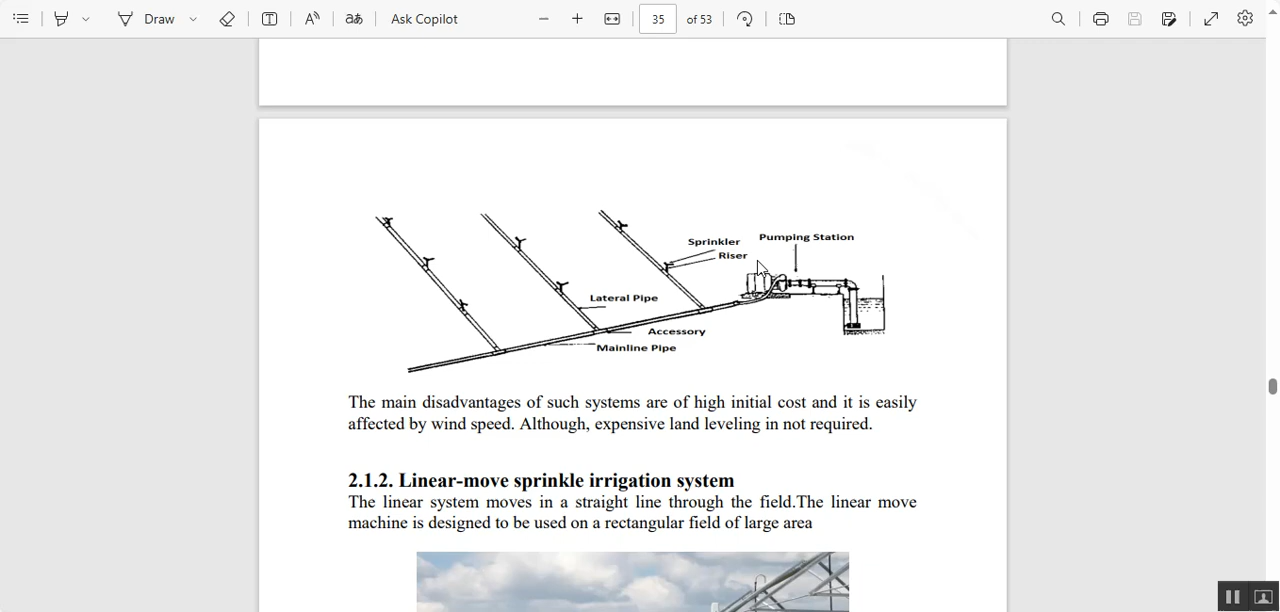 Draw
Ask Copilot
35 of 53
Sprinkler
Pumping Station
Riser
Lateral Pipe
Accessory
Mainline Pipe
The main disadvantages of such systems are of high initial cost and it is easily
affected by wind speed. Although, expensive land leveling in not required.
2.1.2. Linear-move sprinkle irrigation system
The linear system moves in a straight line through the field.The linear move
machine is designed to be used on a rectangular field of large area